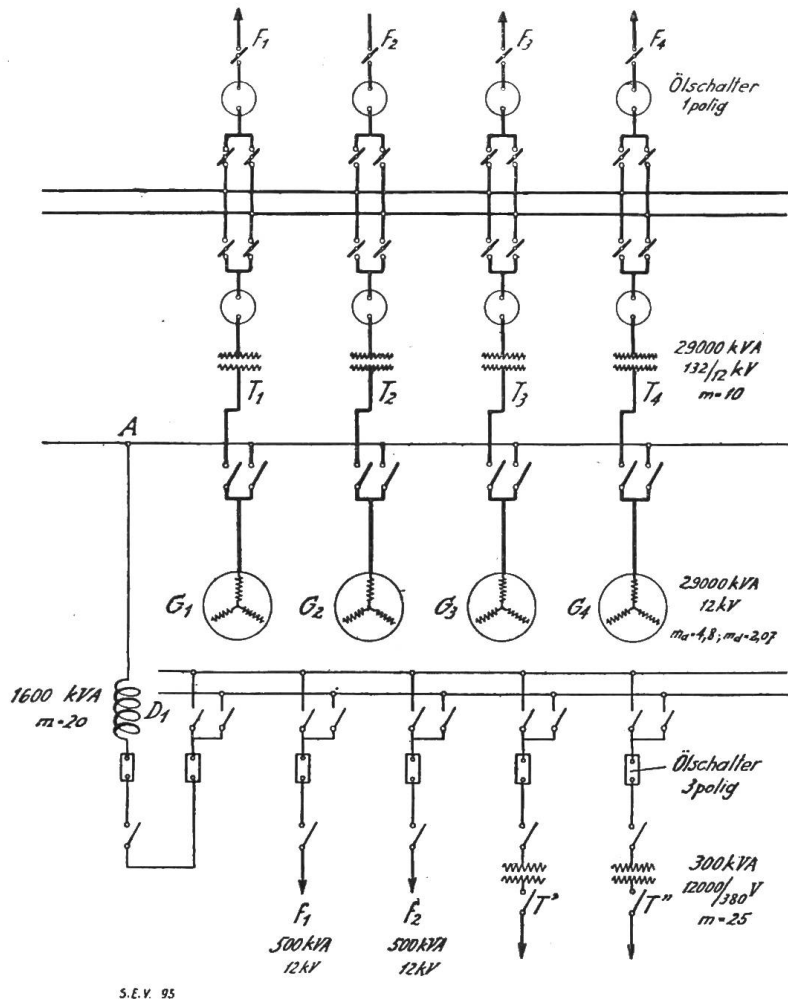 F1 F2 F3 F4
Ölschalter
1polig
29000 kVA
132/12 kV
m=10
T1 T2 T3 T4
A
G1 G2 G3 G4
29000 kVA
12 kV
ma=4,8; md=2,07
1600 kVA
m=20
D1
Ölschalter
3polig
300 kVA
12000/380 V
m=25
T' T"
F1 F2
500 kVA 500 kVA
12 kV 12 kV
S.E.V. 95